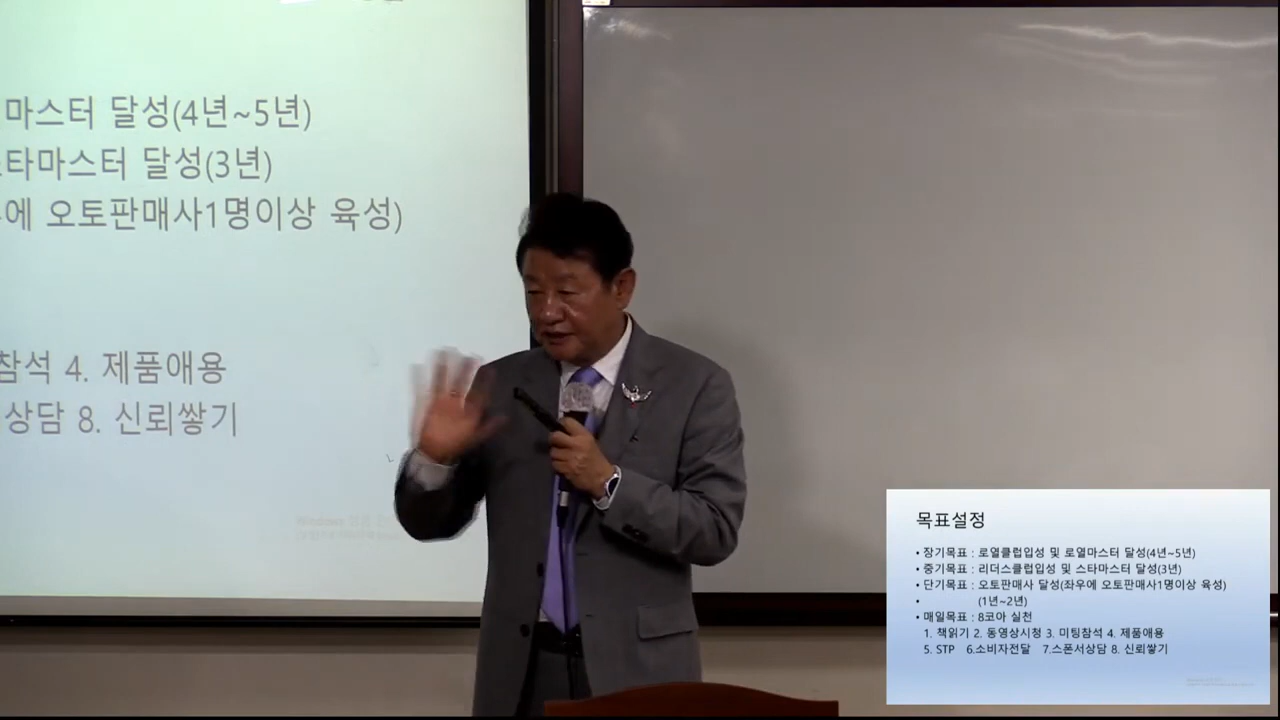 마스터 달성(4년~5년)
타마스터 달성(3년)
에 오토판매사1명이상 육성)
참석 4. 제품애용
상담 8. 신뢰쌓기
목표설정
• 장기목표 : 로열클럽입성 및 로열마스터 달성(4년~5년)
• 중기목표 : 리더스클럽입성 및 스타마스터 달성(3년)
• 단기목표 : 오토판매사 달성(좌우에 오토판매사1명이상 육성)
• (1년~2년)
• 매일목표 : 8코아 실천
1. 책읽기 2. 동영상시청 3. 미팅참석 4. 제품애용
5. STP 6.소비자전달 7.스폰서상담 8. 신뢰쌓기